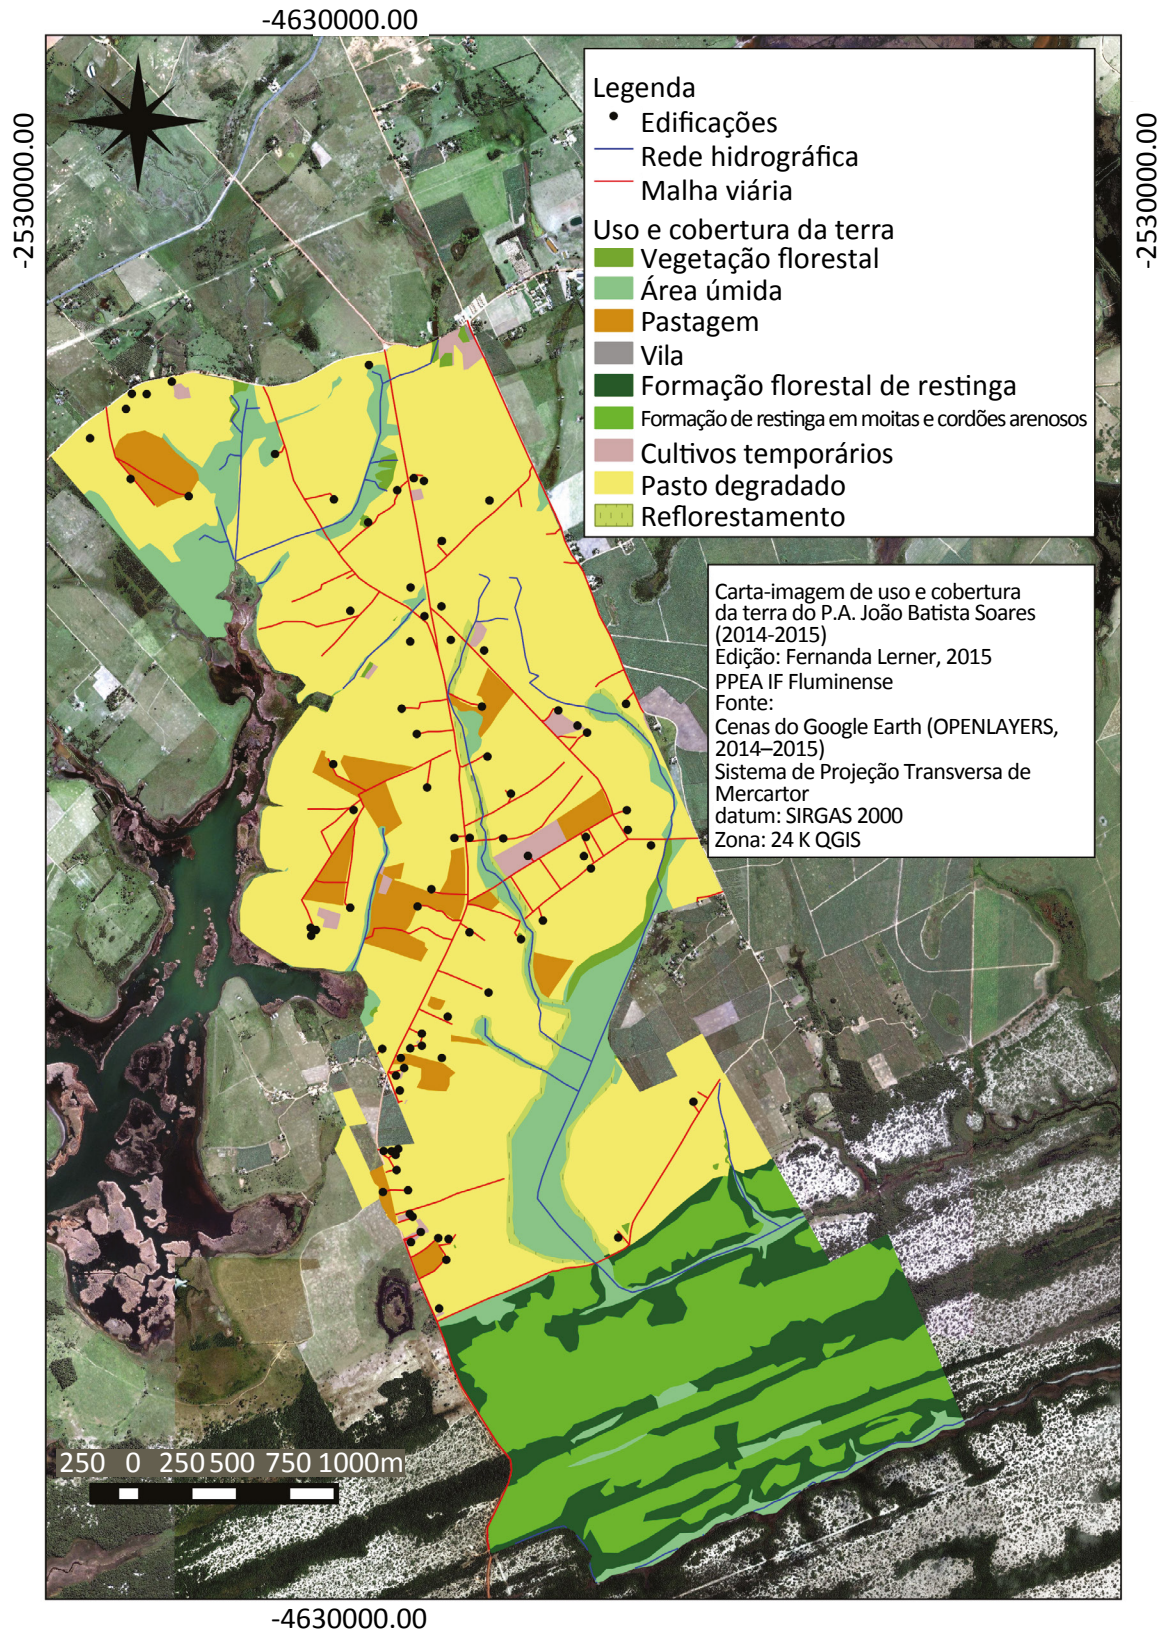 -4630000.00
-2530000.00
-2530000.00
Legenda
Edificações
Rede hidrográfica
Malha viária
Uso e cobertura da terra
Vegetação florestal
Área úmida
Pastagem
Vila
Formação florestal de restinga
Formação de restinga em moitas e cordões arenosos
Cultivos temporários
Pasto degradado
Reflorestamento
Carta-imagem de uso e cobertura
da terra do P.A. João Batista Soares
(2014-2015)
Edição: Fernanda Lerner, 2015
PPEA IF Fluminense
Fonte:
Cenas do Google Earth (OPENLAYERS,
2014–2015)
Sistema de Projeção Transversa de
Mercartor
datum: SIRGAS 2000
Zona: 24 K QGIS
250 0 250 500 750 1000m
-4630000.00